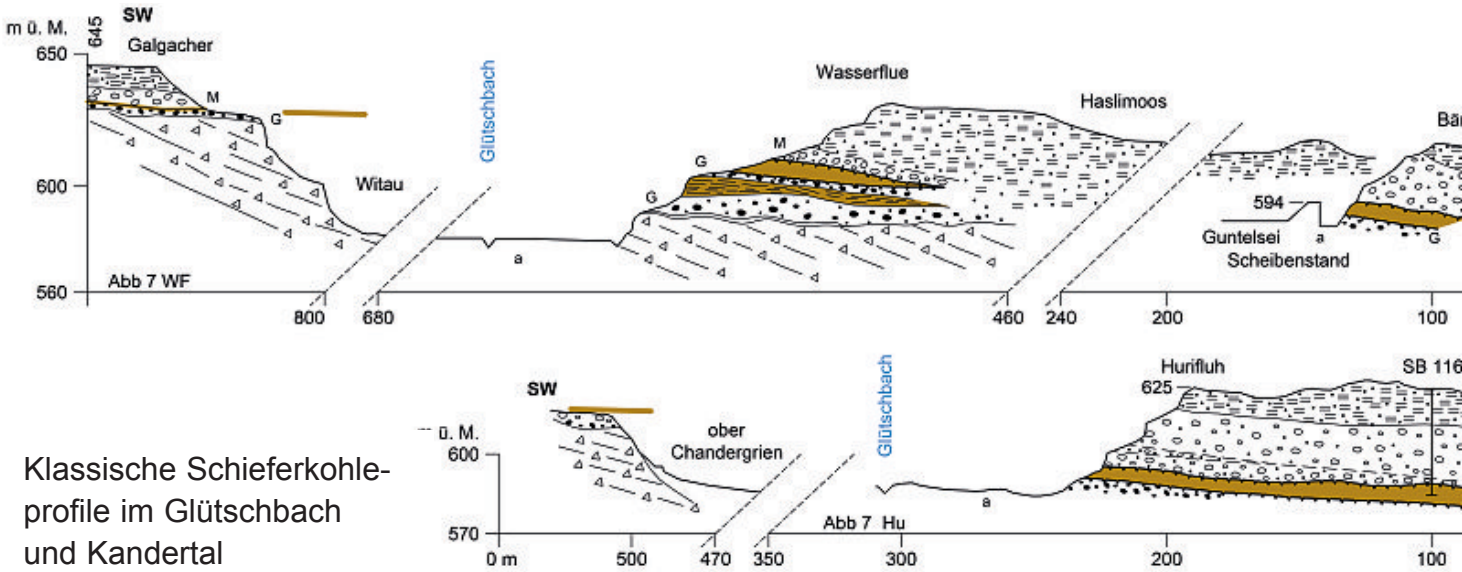 m ü. M.
645
SW
650
Galgacher
M
G
Witau
600
Abb 7 WF
560
800
680
Glütschbach
a
G
G
M
Wasserflue
Haslimoos
460
240
200
594
Guntelsei
Scheibenstand
a
G
Bär
100
SW
ü. M.
600
570
0 m
500
470
350
ober
Chandergrien
Glütschbach
Abb 7 Hu
a
300
Hurifluh
625
200
SB 116
100
Klassische Schieferkohle-
profile im Glütschbach
und Kandertal